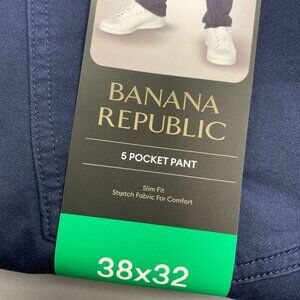 BANANA
REPUBLIC
5 POCKET PANT
Slim Fit
Stretch Fabric For Comfort
38x32